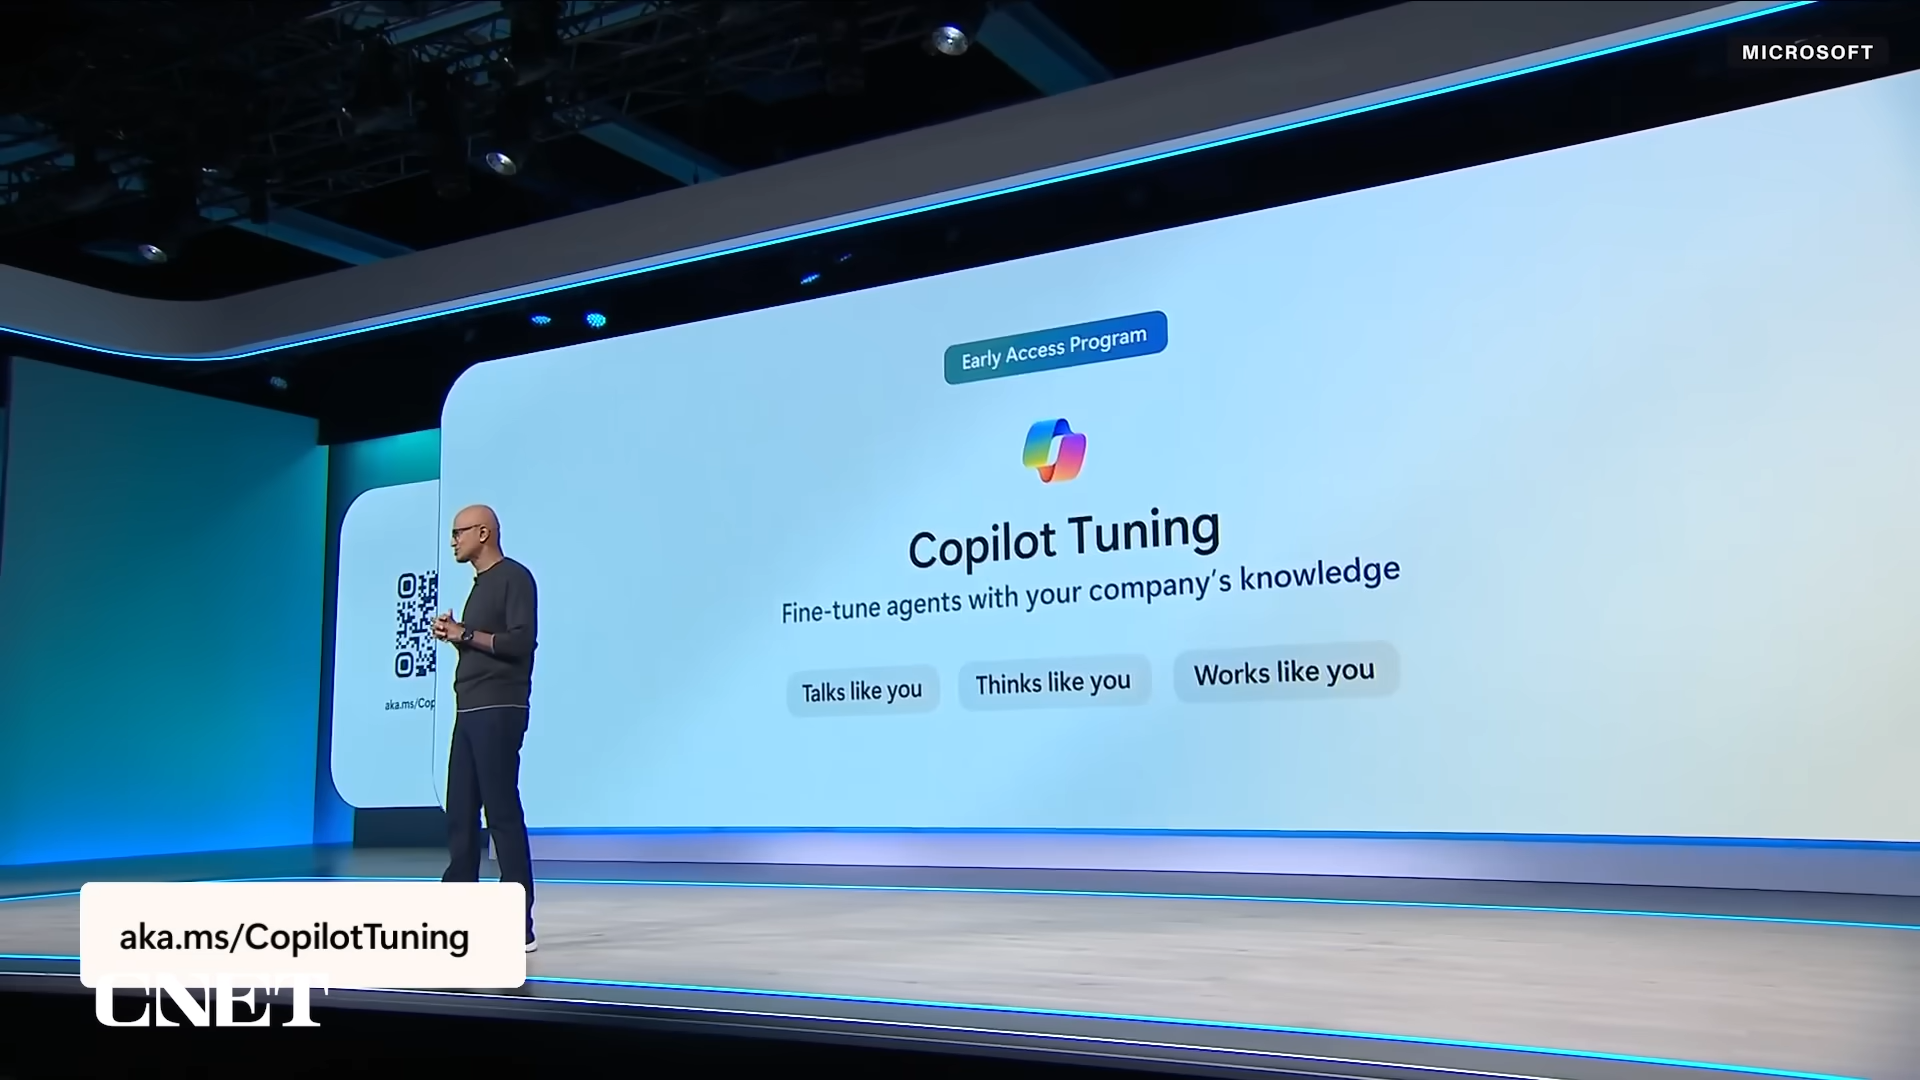 MICROSOFT
Early Access Program
Copilot Tuning
Fine-tune agents with your company's knowledge
Talks like you
Thinks like you
Works like you
aka.ms/Cop
aka.ms/CopilotTuning
CNET